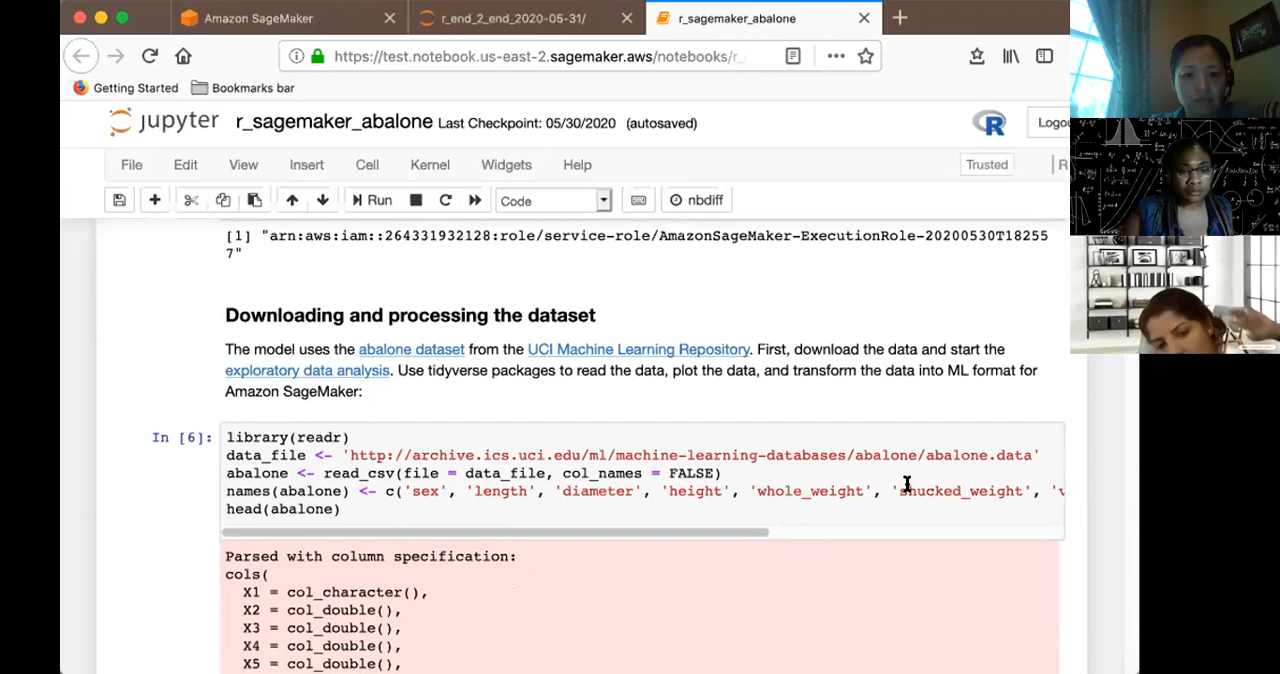 Amazon SageMaker
r_end_2_end_2020-05-31/
r_sagemaker_abalone
https://test.notebook.us-east-2.sagemaker.aws/notebooks/r_
Getting Started
Bookmarks bar
jupyter
r_sagemaker_abalone Last Checkpoint: 05/30/2020 (autosaved)
R
Logou
File Edit View Insert Cell Kernel Widgets Help
Trusted
R
Run
Code
nbdiff
[1] "arn:aws:iam::264331932128:role/service-role/AmazonSageMaker-ExecutionRole-20200530T18255
7"
Downloading and processing the dataset
The model uses the abalone dataset from the UCI Machine Learning Repository. First, download the data and start the
exploratory data analysis. Use tidyverse packages to read the data, plot the data, and transform the data into ML format for
Amazon SageMaker:
In [6]:
library(readr)
data_file <- 'http://archive.ics.uci.edu/ml/machine-learning-databases/abalone/abalone.data'
abalone <- read_csv(file = data_file, col_names = FALSE)
names(abalone) <- c('sex', 'length', 'diameter', 'height', 'whole_weight', 'shucked_weight', 'v
head(abalone)
Parsed with column specification:
cols(
X1 = col_character(),
X2 = col_double(),
X3 = col_double(),
X4 = col_double(),
X5 = col_double(),